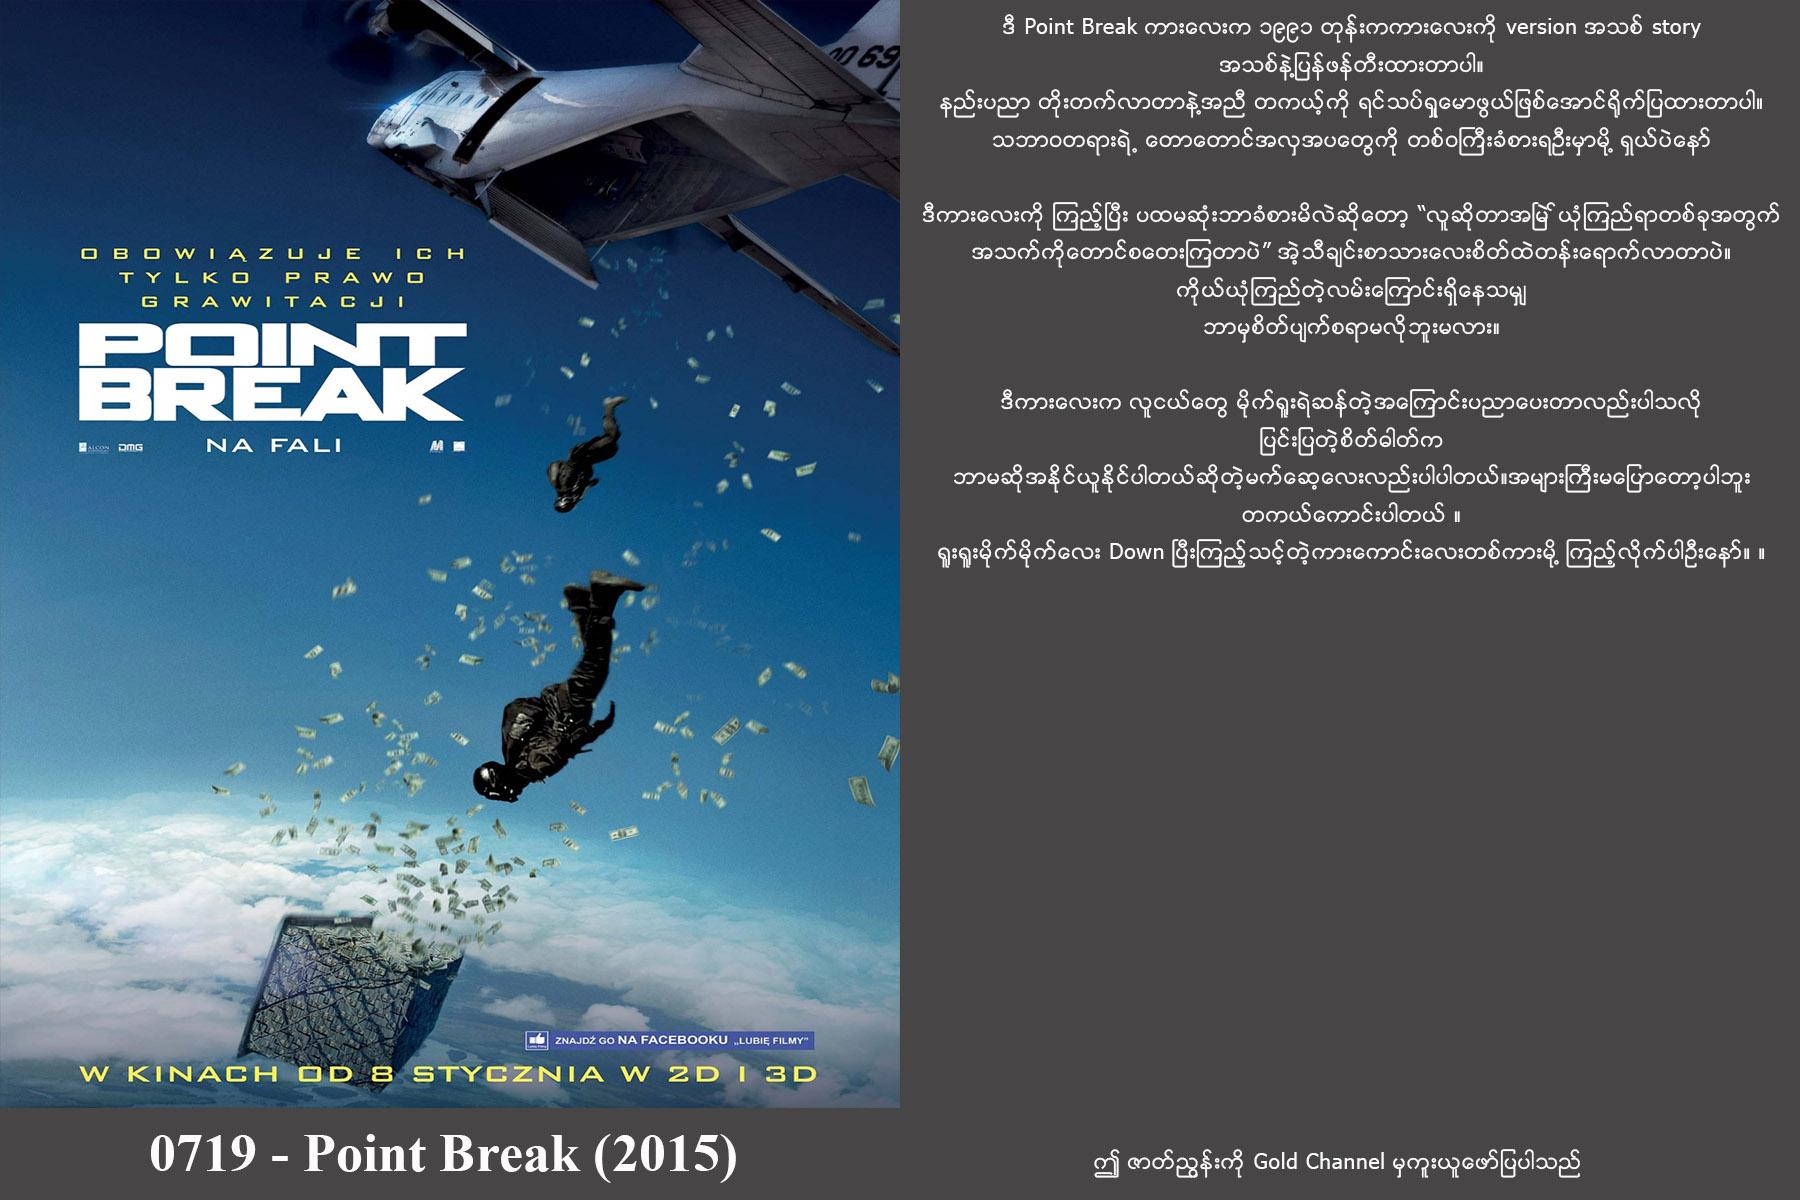 OBOWIĄZUJE ICH
TYLKO PRAWO
GRAWITACJI
POINT
BREAK
ALCON
DMG
NA FALI
ZNAJDŹ GO NA FACEBOOKU „LUBIĘ FILMY”
W KINACH OD 8 STYCZNIA W 2D I 3D
0719 - Point Break (2015)
ဒီ Point Break ကားလေးက ၁၉၉၁ တုန်းကကားလေးကို version အသစ် story
အသစ်နဲ့ပြန်ဖန်တီးထားတာပါ။
နည်းပညာ တိုးတက်လာတာနဲ့အညီ တကယ့်ကို ရင်သပ်ရှုမောဖွယ်ဖြစ်အောင်ရိုက်ပြထားတာပါ။
သဘာဝတရားရဲ့ တောတောင်အလှအပတွေကို တစ်ဝကြီးခံစားရဦးမှာမို့ ရှယ်ပဲနော်
ဒီကားလေးကို ကြည့်ပြီး ပထမဆုံးဘာခံစားမိလဲဆိုတော့ “လူဆိုတာအမြဲ ယုံကြည်ရာတစ်ခုအတွက်
အသက်ကိုတောင်စတေးကြတာပဲ” အဲ့သီချင်းစာသားလေးစိတ်ထဲတန်းရောက်လာတာပဲ။
ကိုယ်ယုံကြည်တဲ့လမ်းကြောင်းရှိနေသမျှ
ဘာမှစိတ်ပျက်စရာမလိုဘူးမလား။
ဒီကားလေးက လူငယ်တွေ မိုက်ရူးရဲဆန်တဲ့အကြောင်းပညာပေးတာလည်းပါသလို
ပြင်းပြတဲ့စိတ်ဓါတ်က
ဘာမဆိုအနိုင်ယူနိုင်ပါတယ်ဆိုတဲ့မက်ဆေ့လေးလည်းပါပါတယ်။အများကြီးမပြောတော့ပါဘူး
တကယ်ကောင်းပါတယ် ။
ရူးရူးမိုက်မိုက်လေး Down ပြီးကြည့်သင့်တဲ့ကားကောင်းလေးတစ်ကားမို့ ကြည့်လိုက်ပါဦးနော်။ ။
ဤ ဇာတ်ညွှန်းကို Gold Channel မှကူးယူဖော်ပြပါသည်